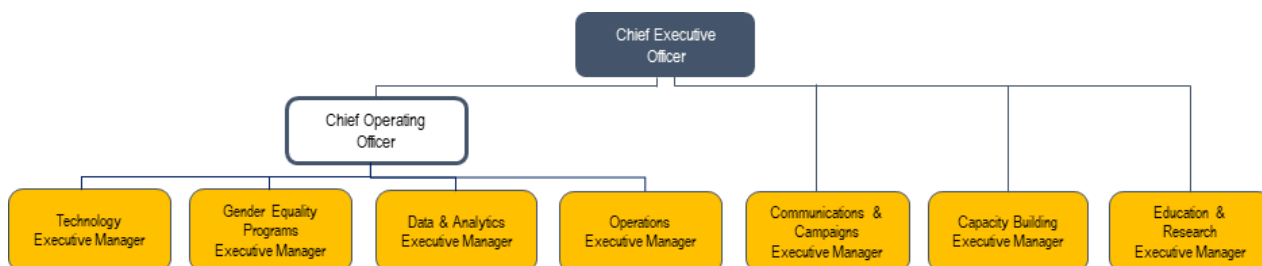 Chief Executive
Officer
Chief Operating
Officer
Technology
Executive Manager
Gender Equality
Programs
Executive Manager
Data & Analytics
Executive Manager
Operations
Executive Manager
Communications &
Campaigns
Executive Manager
Capacity Building
Executive Manager
Education &
Research
Executive Manager